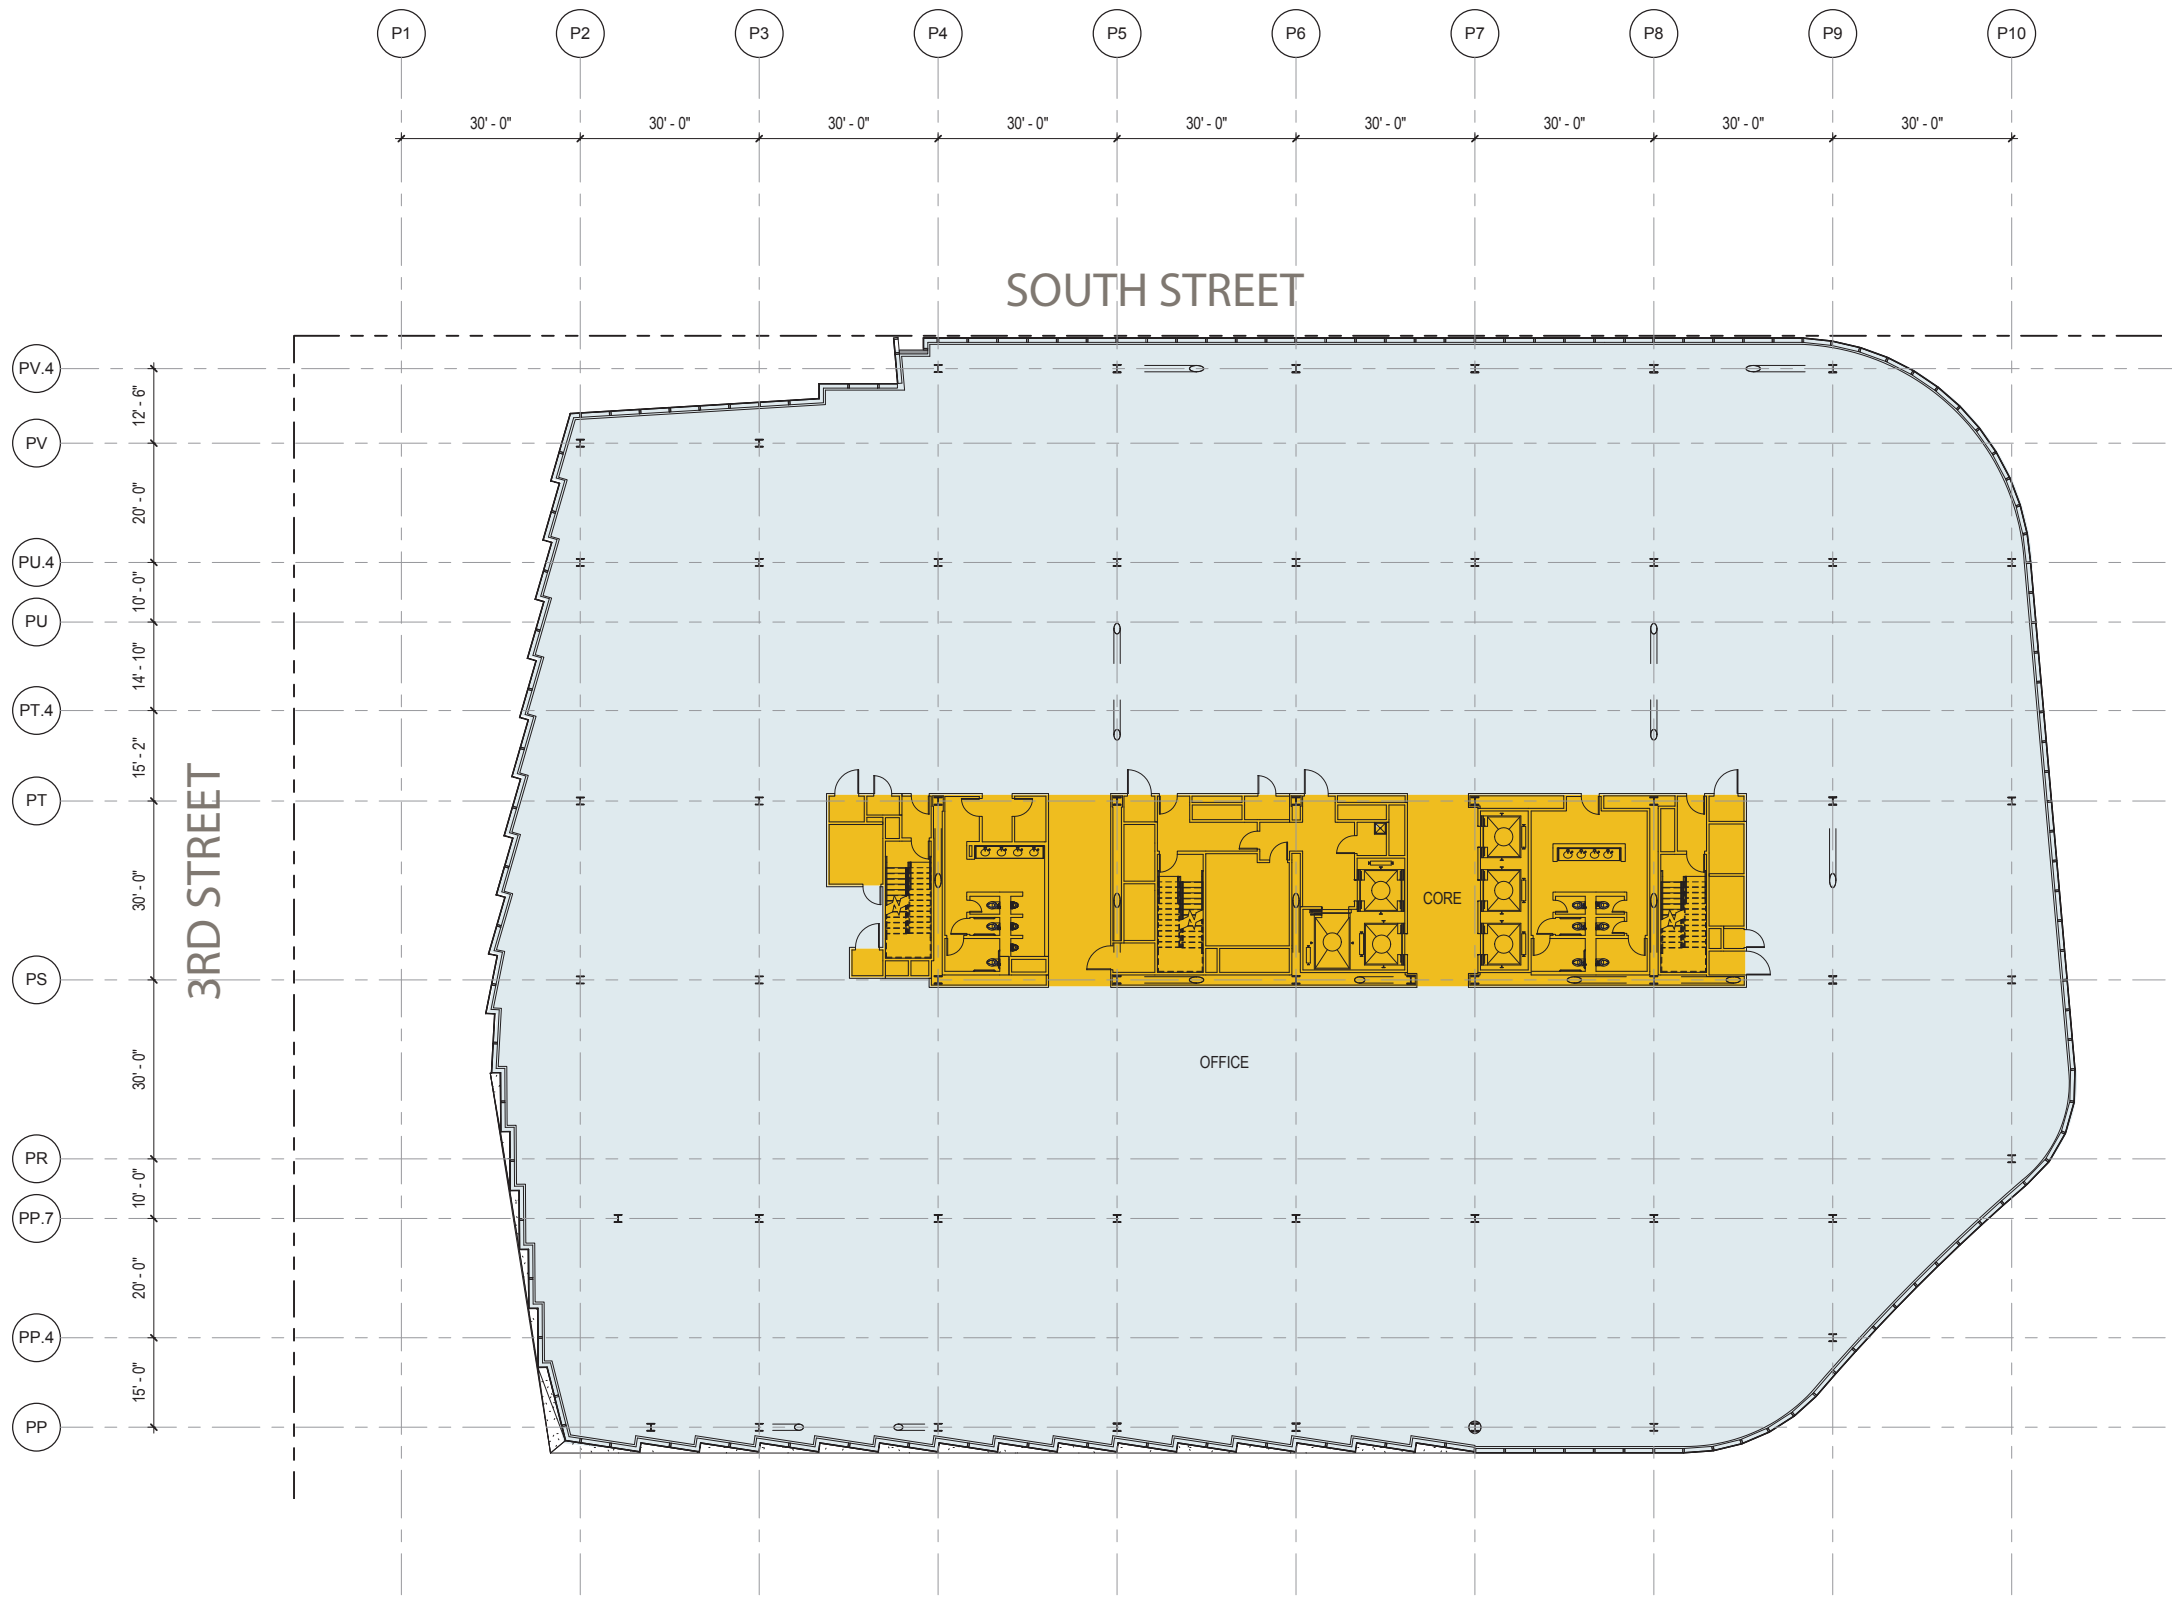 P1 P2 P3 P4 P5 P6 P7 P8 P9 P10
30' - 0" 30' - 0" 30' - 0" 30' - 0" 30' - 0" 30' - 0" 30' - 0" 30' - 0" 30' - 0"
SOUTH STREET
PV.4
12' - 6"
PV
20' - 0"
PU.4
10' - 0"
PU
14' - 10"
PT.4
15' - 2"
PT
3RD STREET
30' - 0"
CORE
PS
30' - 0"
OFFICE
PR
10' - 0"
PP.7
20' - 0"
PP.4
15' - 0"
PP